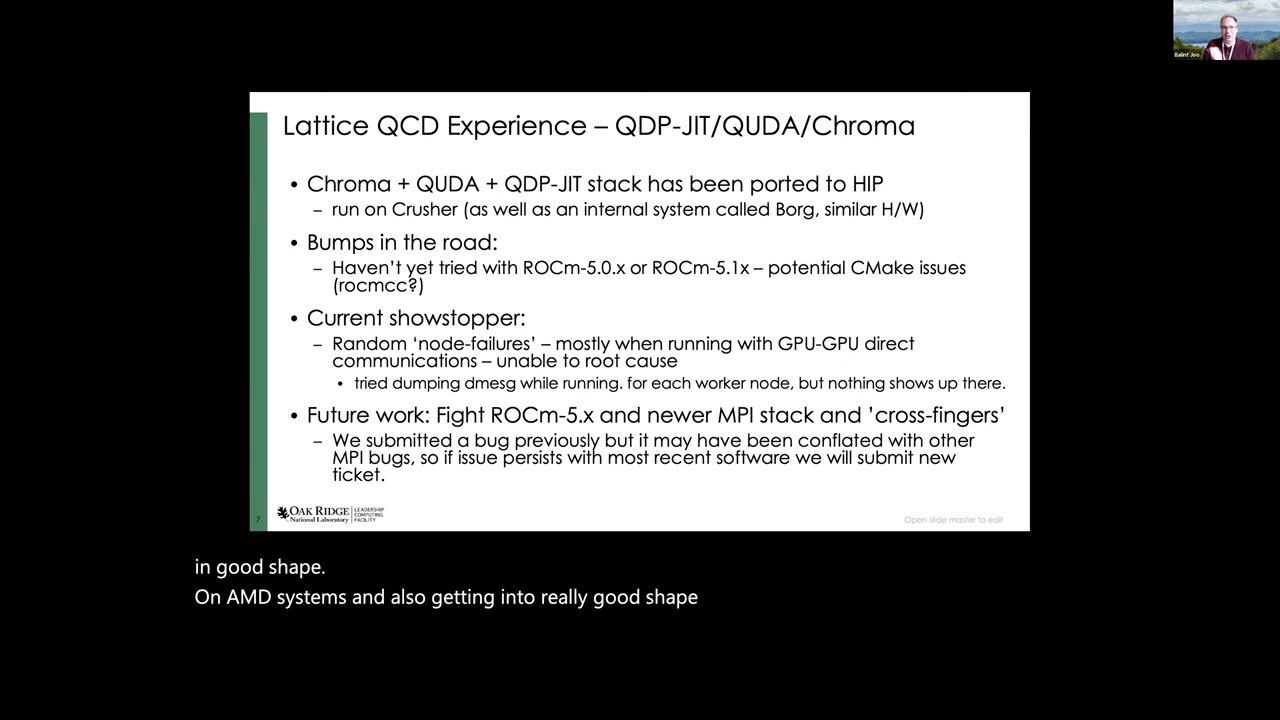 Balint Joo
Lattice QCD Experience – QDP-JIT/QUDA/Chroma
• Chroma + QUDA + QDP-JIT stack has been ported to HIP
– run on Crusher (as well as an internal system called Borg, similar H/W)
• Bumps in the road:
– Haven't yet tried with ROCm-5.0.x or ROCm-5.1x – potential CMake issues
(rocmcc?)
• Current showstopper:
– Random 'node-failures' – mostly when running with GPU-GPU direct
communications – unable to root cause
• tried dumping dmesg while running. for each worker node, but nothing shows up there.
• Future work: Fight ROCm-5.x and newer MPI stack and 'cross-fingers'
– We submitted a bug previously but it may have been conflated with other
MPI bugs, so if issue persists with most recent software we will submit new
ticket.
7
OAK RIDGE
National Laboratory
LEADERSHIP
COMPUTING
FACILITY
Open slide master to edit
in good shape.
On AMD systems and also getting into really good shape